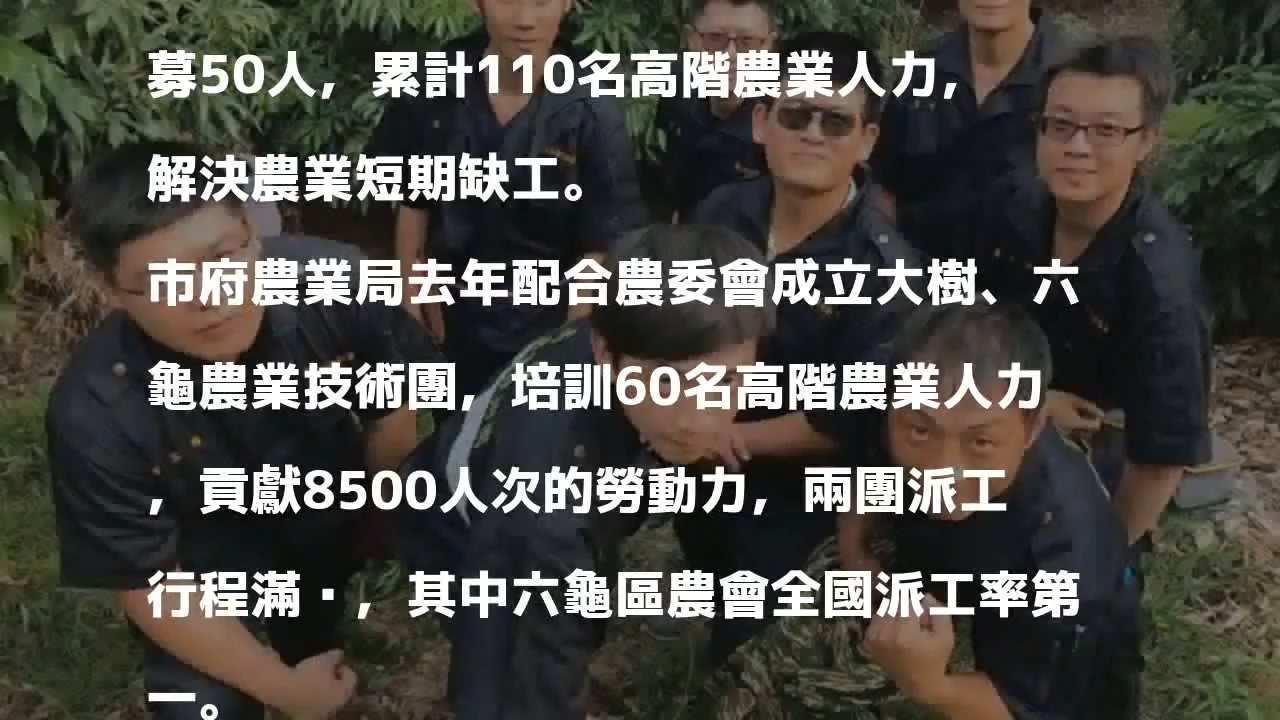 募50人，累計110名高階農業人力，
解決農業短期缺工。
市府農業局去年配合農委會成立大樹、六
龜農業技術團，培訓60名高階農業人力
，貢獻8500人次的勞動力，兩團派工
行程滿·，其中六龜區農會全國派工率第
一。